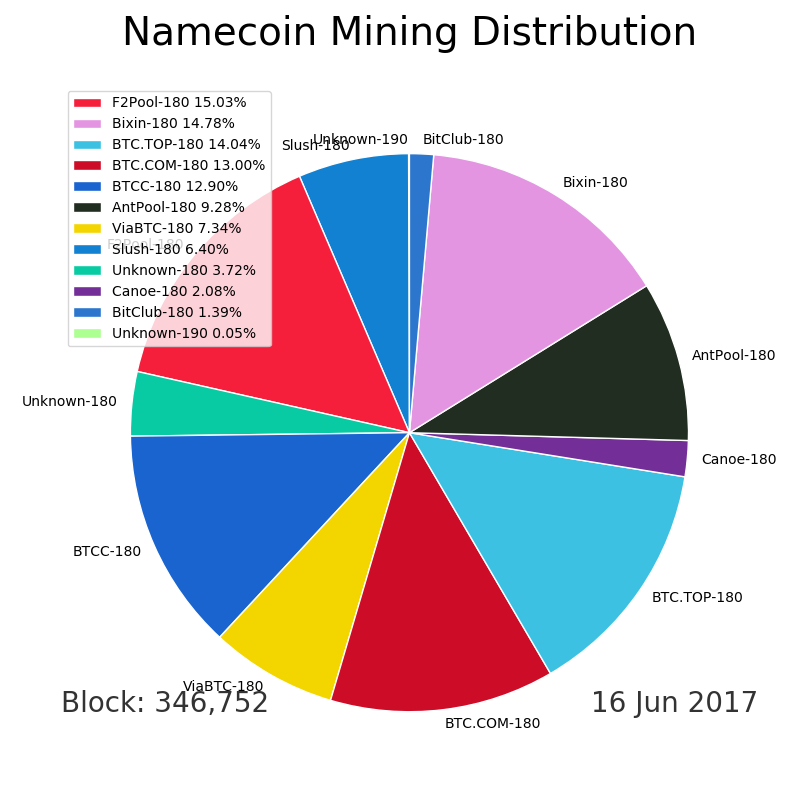 Namecoin Mining Distribution
F2Pool-180 15.03%
Bixin-180 14.78%
BTC.TOP-180 14.04%
BTC.COM-180 13.00%
BTCC-180 12.90%
AntPool-180 9.28%
ViaBTC-180 7.34%
Slush-180 6.40%
Unknown-180 3.72%
Canoe-180 2.08%
BitClub-180 1.39%
Unknown-190 0.05%
Unknown-190
BitClub-180
Slush-180
Bixin-180
F2Pool-180
AntPool-180
Unknown-180
Canoe-180
BTCC-180
BTC.TOP-180
ViaBTC-180
BTC.COM-180
Block: 346,752
16 Jun 2017